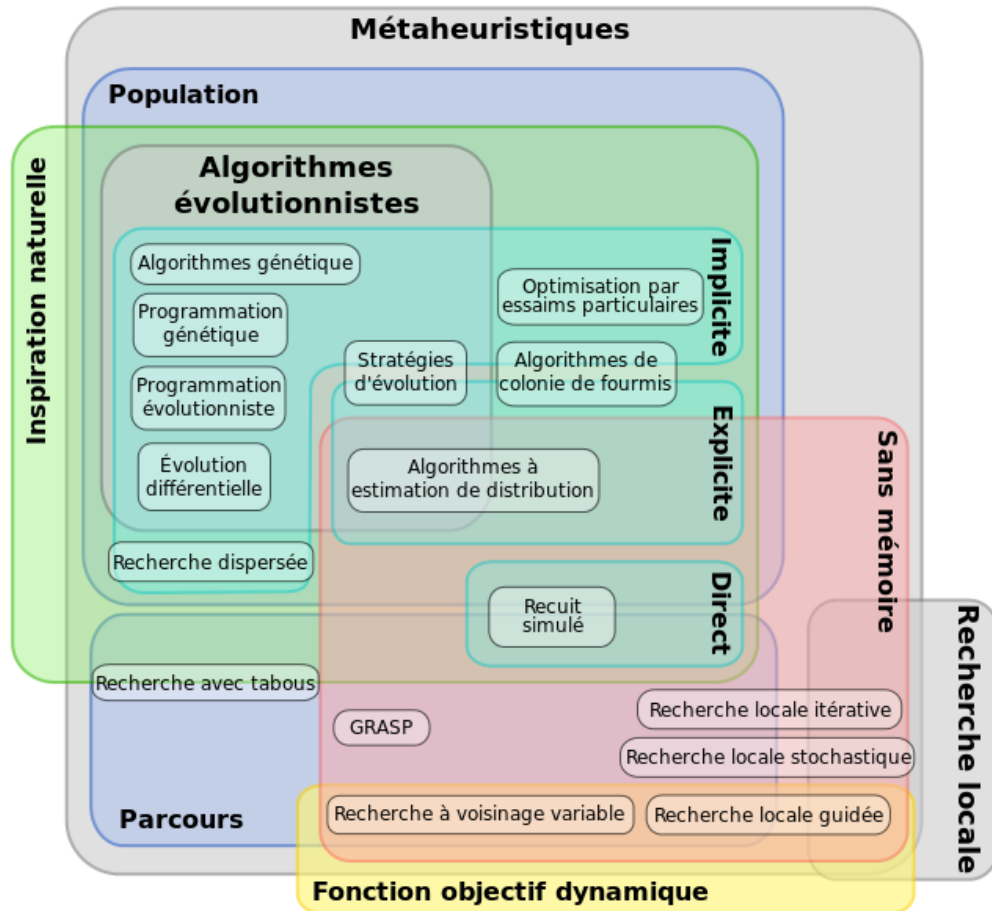 Métaheuristiques
Population
Inspiration naturelle
Algorithmes
évolutionnistes
Implicite
Algorithmes génétique
Optimisation par
essaims particulaires
Programmation
génétique
Stratégies
d'évolution
Algorithmes de
colonie de fourmis
Programmation
évolutionniste
Explicite
Sans mémoire
Évolution
différentielle
Algorithmes à
estimation de distribution
Recherche dispersée
Direct
Recuit
simulé
Recherche locale
Recherche avec tabous
GRASP
Recherche locale itérative
Recherche locale stochastique
Parcours
Recherche à voisinage variable
Recherche locale guidée
Fonction objectif dynamique